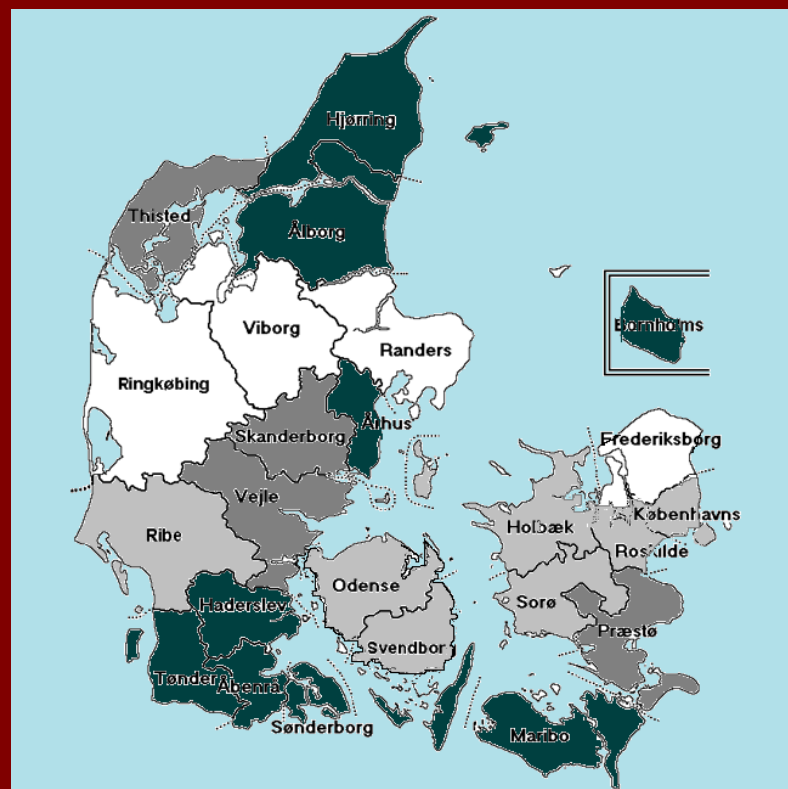 Hjørring
Thisted
Ålborg
Bornholms
Viborg
Randers
Ringkøbing
Århus
Skanderborg
Frederiksborg
Vejle
Københavns
Holbæk
Ribe
Roskilde
Odense
Haderslev
Sorø
Præstø
Svendbor
Tønder
Åbenrå
Sønderborg
Maribo